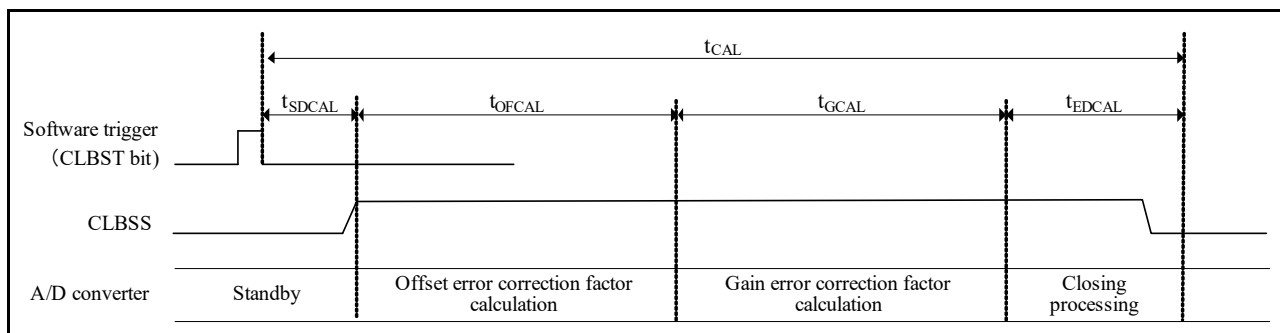 tCAL
tSDCAL
tOFCAL
tGCAL
tEDCAL
Software trigger
（CLBST bit)
CLBSS
A/D converter
Standby
Offset error correction factor
calculation
Gain error correction factor
calculation
Closing
processing